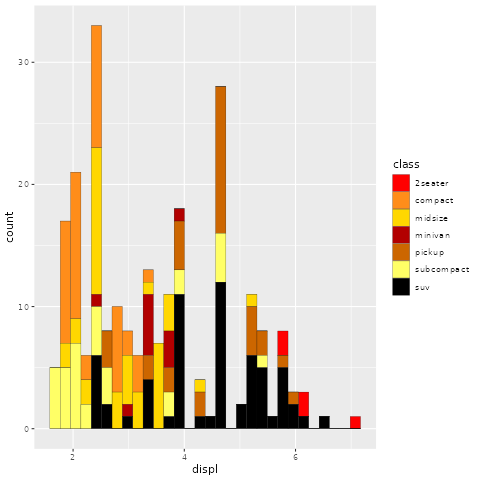 30
20
10
0
count
2
4
6
displ
class
2seater
compact
midsize
minivan
pickup
subcompact
suv